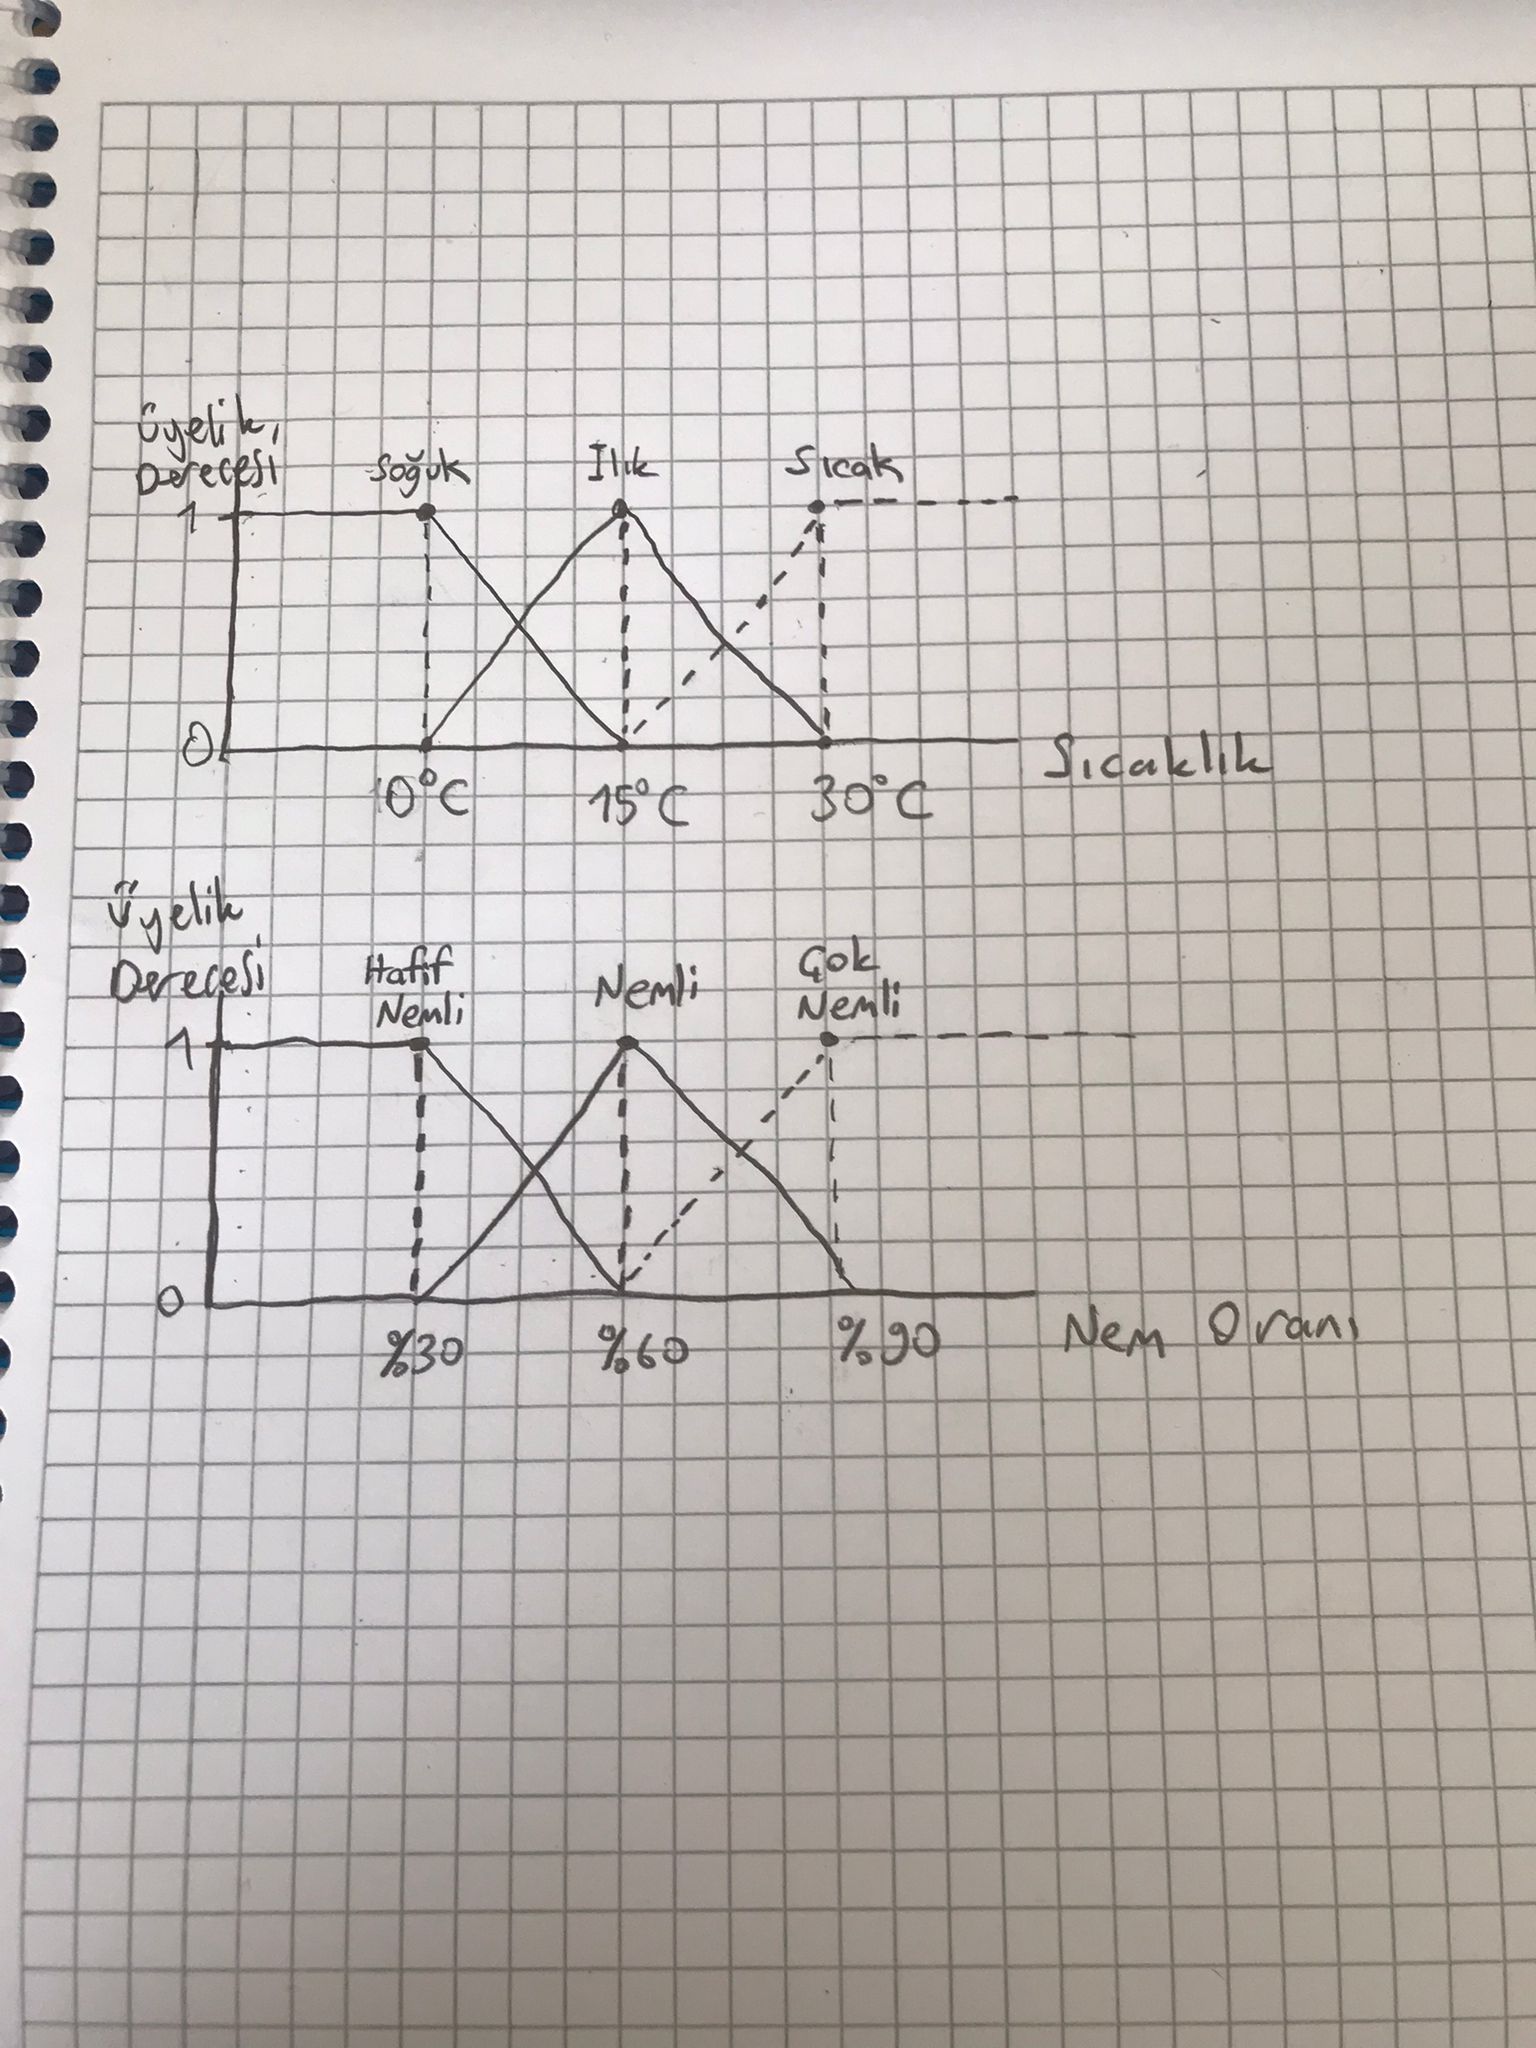 Üyelik
Derecesi
Soğuk
Ilık
Sıcak
1
0
10°C
15°C
30°C
Sıcaklık
Üyelik
Derecesi
Hafif
Nemli
Nemli
Çok
Nemli
1
0
%30
%60
%90
Nem Oranı